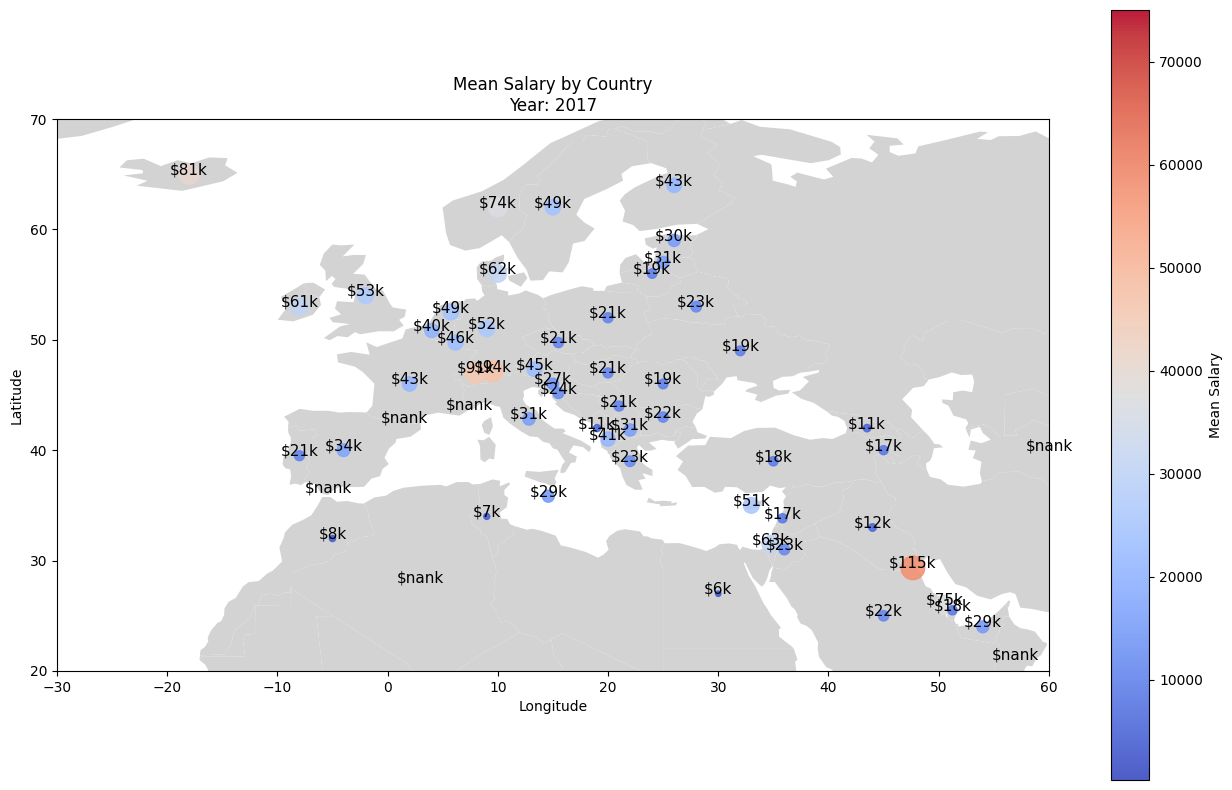 Mean Salary by Country
Year: 2017
70
60
50
40
30
20
Latitude
$81k
$43k
$74k
$49k
$30k
$31k
$19k
$62k
$53k
$61k
$49k
$23k
$40k
$52k
$21k
$46k
$21k
$19k
$94k
$45k
$21k
$43k
$27k
$19k
$24k
$nank
$21k
$nank
$31k
$22k
$11k
$31k
$11k
$41k
$21k
$34k
$17k
$nank
$23k
$18k
$nank
$29k
$51k
$7k
$17k
$8k
$12k
$63k
$23k
$115k
$nank
$6k
$75k
$18k
$22k
$29k
$nank
−30
−20
−10
0
10
20
30
40
50
60
Longitude
70000
60000
50000
40000
30000
20000
10000
Mean Salary